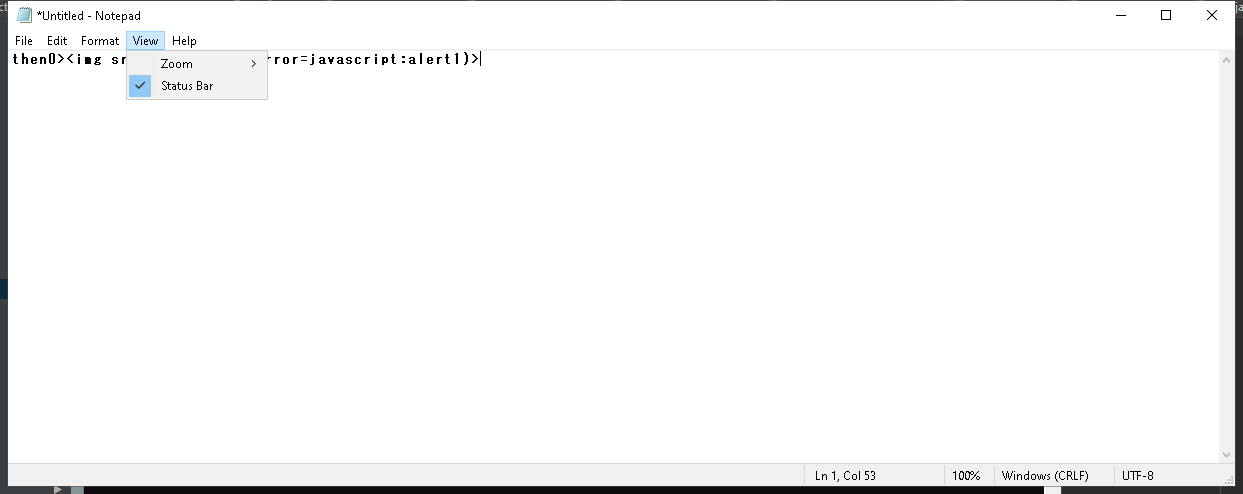 *Untitled - Notepad
File Edit Format View Help
then0><img sr rror=javascript:alert1)>
Zoom
Status Bar
Ln 1, Col 53 100% Windows (CRLF) UTF-8